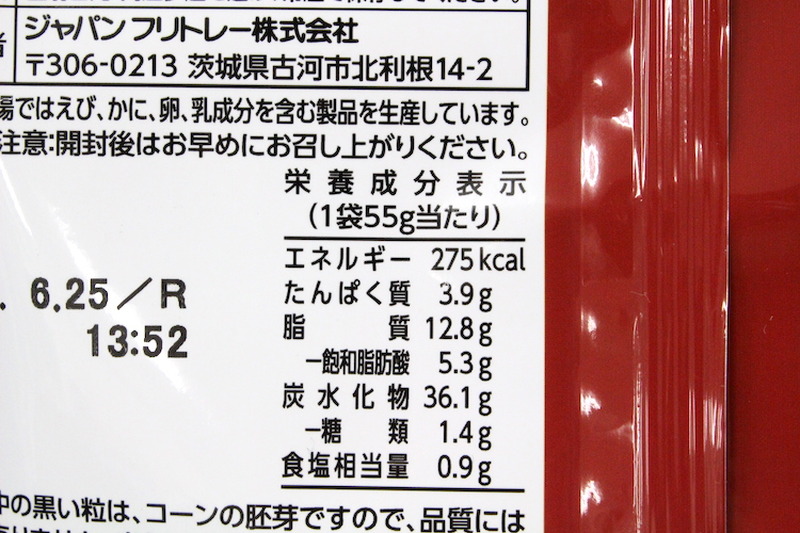 者
ジャパン フリトレー株式会社
〒306-0213 茨城県古河市北利根14-2
場ではえび、かに、卵、乳成分を含む製品を生産しています。
注意:開封後はお早めにお召し上がりください。
栄養成分表示
(1袋55g当たり)
エネルギー 275kcal
たんぱく質 3.9g
脂質 12.8g
－飽和脂肪酸 5.3g
炭水化物 36.1g
－糖類 1.4g
食塩相当量 0.9g
. 6.25/R
13:52
中の黒い粒は、コーンの胚芽ですので、品質には